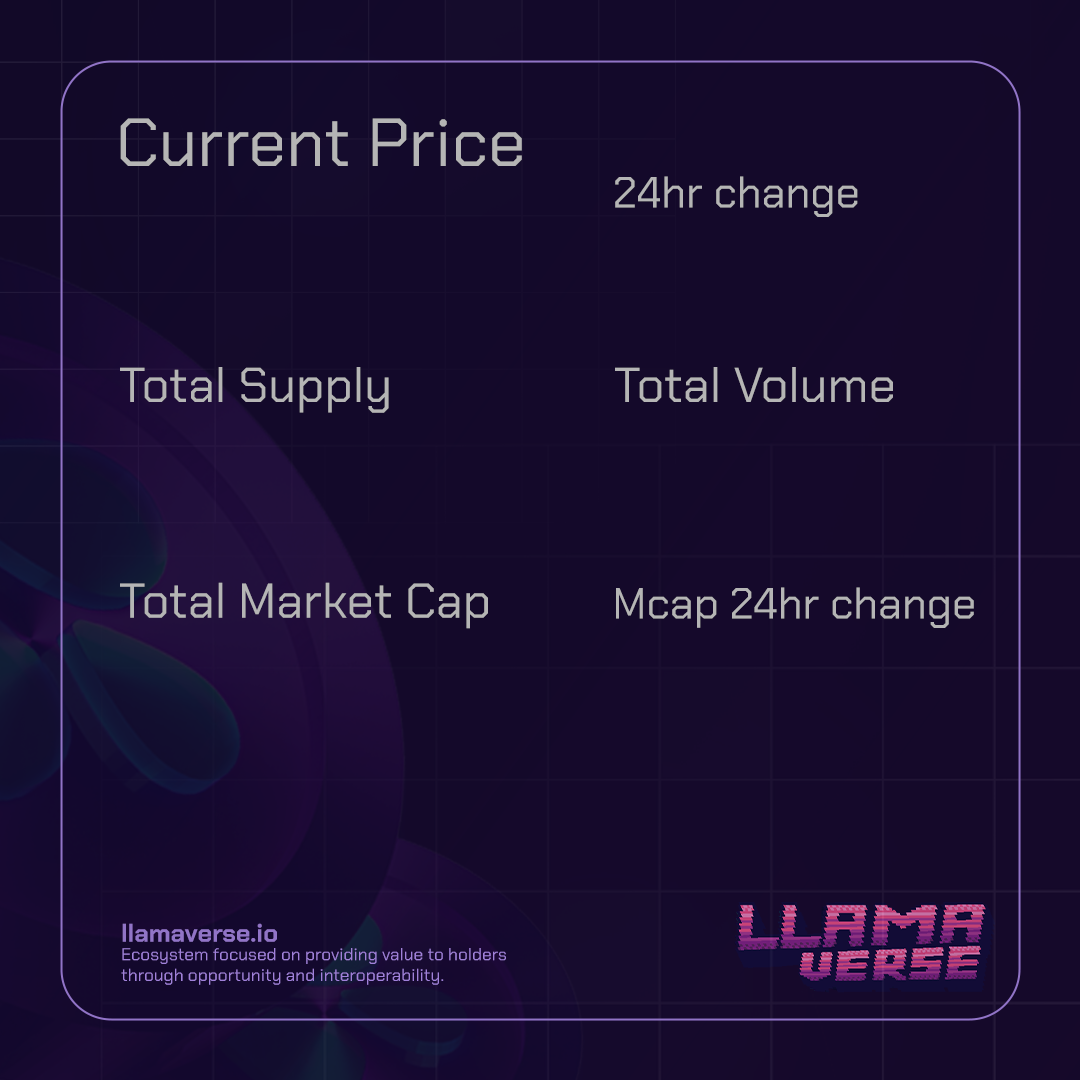 Current Price
24hr change
Total Supply
Total Volume
Total Market Cap
Mcap 24hr change
llamaverse.io
Ecosystem focused on providing value to holders
through opportunity and interoperability.
LLAMA
VERSE